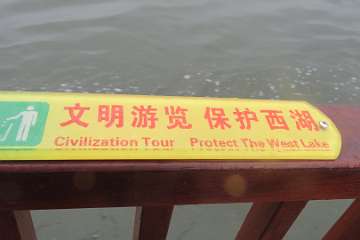 文明游览 保护西湖
Civilization Tour Protect The West Lake